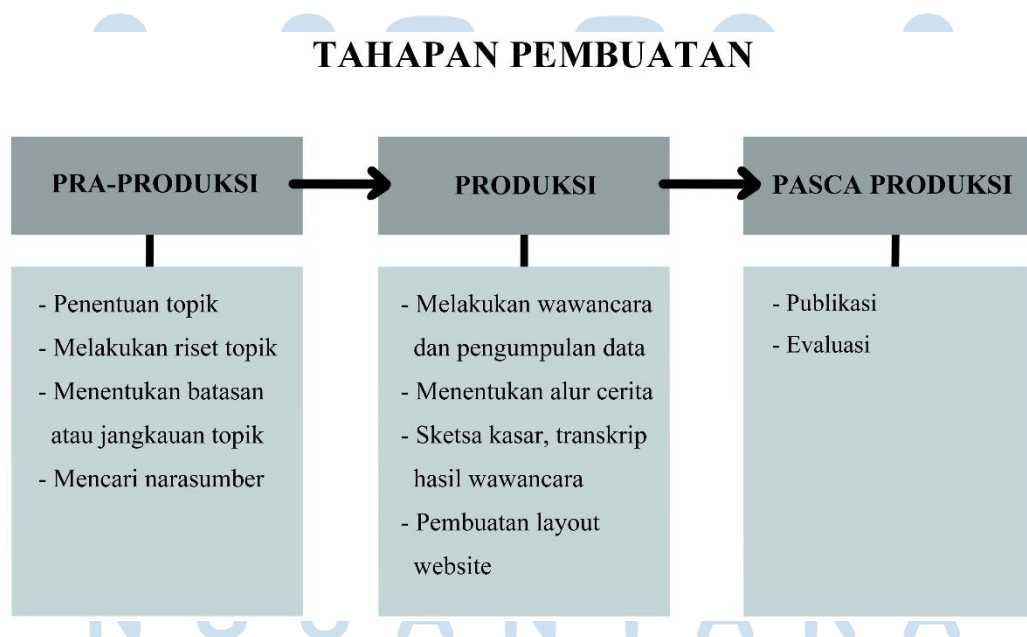 TAHAPAN PEMBUATAN
PRA-PRODUKSI
- Penentuan topik
- Melakukan riset topik
- Menentukan batasan
atau jangkauan topik
- Mencari narasumber
PRODUKSI
- Melakukan wawancara
dan pengumpulan data
- Menentukan alur cerita
- Sketsa kasar, transkrip
hasil wawancara
- Pembuatan layout
website
PASCA PRODUKSI
- Publikasi
- Evaluasi
NUSANTARA